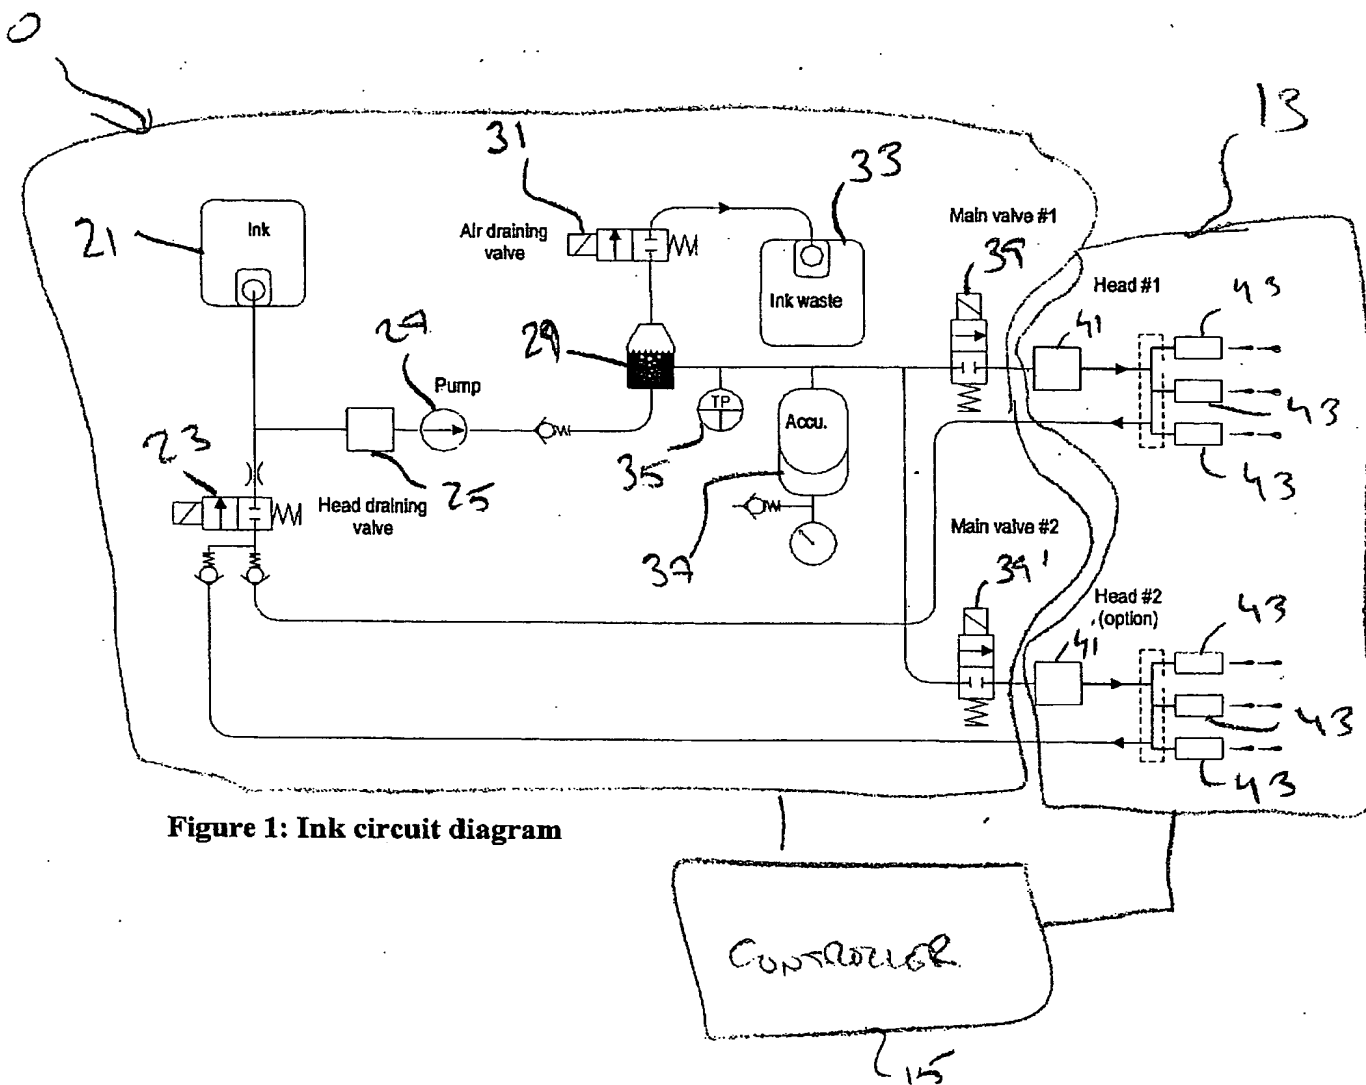 0
13
31
33
21
Ink
Air draining
valve
Main valve #1
39
Ink waste
Head #1
43
41
29
29
Pump
TP
Accu.
43
43
23
35
25
Head draining
valve
37
Main valve #2
39'
Head #2
(option)
43
41
43
43
Figure 1: Ink circuit diagram
CONTROLLER
15